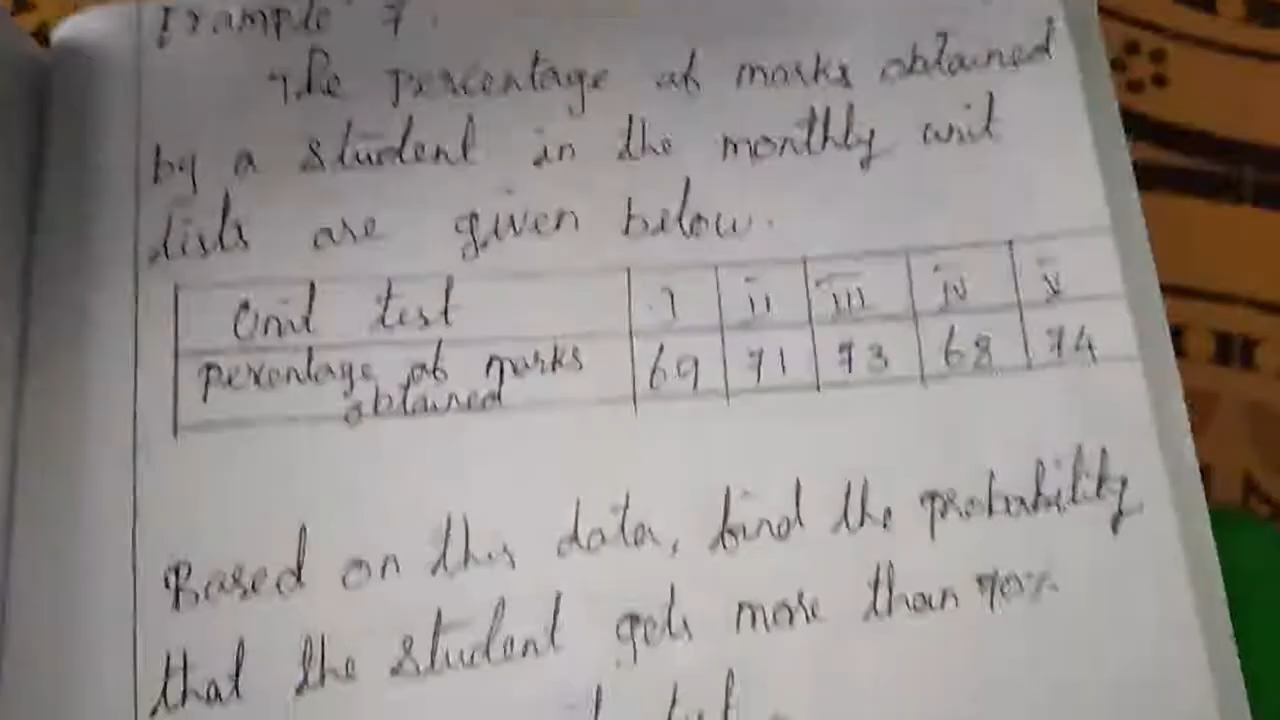 Example 7.
The percentage of marks obtained
by a student in the monthly unit
tests are given below.
Unit test I II III IV V
percentage of marks obtained 69 71 73 68 74
Based on this data, find the probability
that the student gets more than 70%